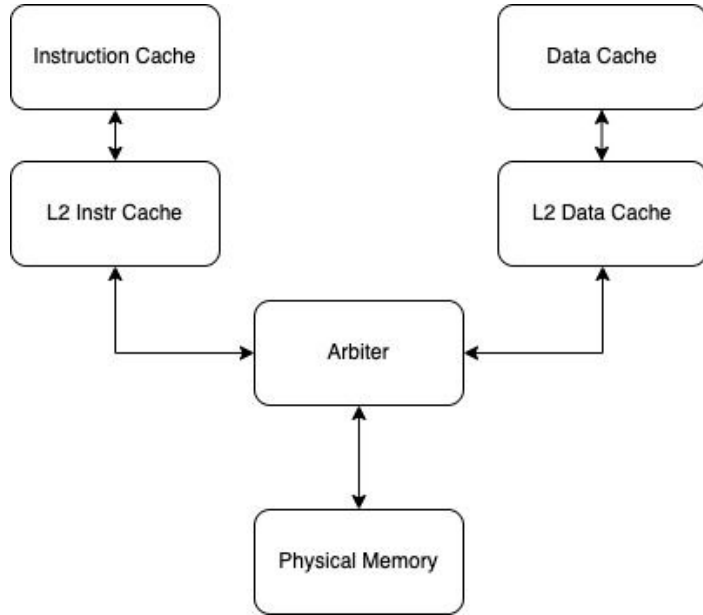 Instruction Cache
Data Cache
L2 Instr Cache
L2 Data Cache
Arbiter
Physical Memory